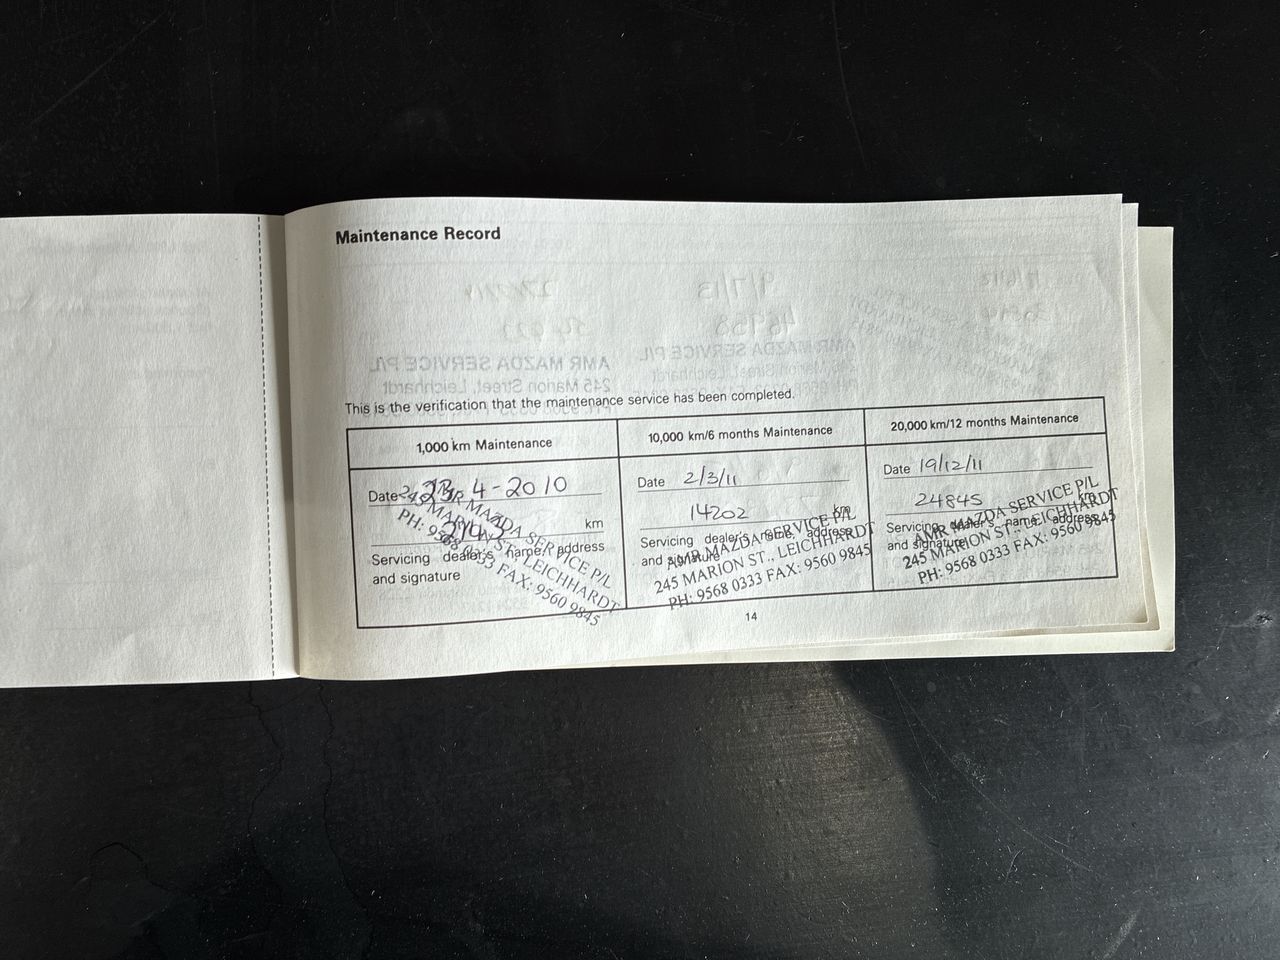 Maintenance Record
This is the verification that the maintenance service has been completed.
1,000 km Maintenance
Date 23-4-2010
km
Servicing dealer's name, address
and signature
AMR MAZDA SERVICE P/L
245 MARION ST., LEICHHARDT
PH: 9568 0333 FAX: 9560 9845
10,000 km/6 months Maintenance
Date 2/3/11
14202 km
Servicing dealer's name, address
and signature
AMR MAZDA SERVICE P/L
245 MARION ST., LEICHHARDT
PH: 9568 0333 FAX: 9560 9845
20,000 km/12 months Maintenance
Date 19/12/11
24845 km
Servicing dealer's name, address
and signature
AMR MAZDA SERVICE P/L
245 MARION ST., LEICHHARDT
PH: 9568 0333 FAX: 9560 9845
14